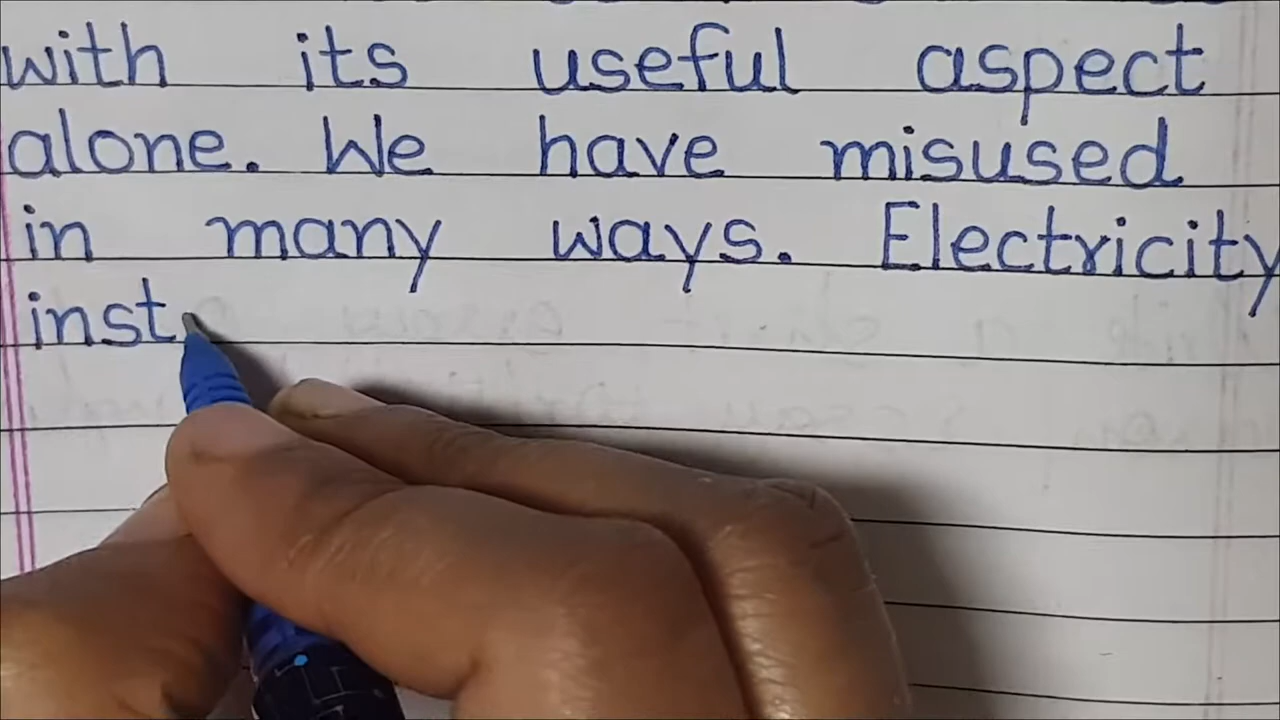 with its useful aspect
alone. We have misused
in many ways. Electricity
inst